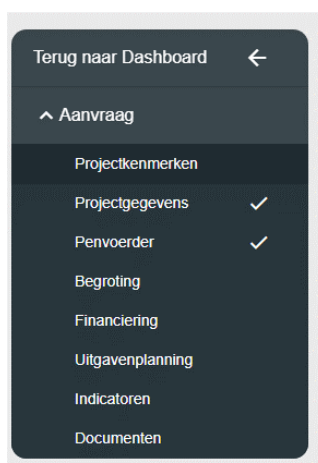 Terug naar Dashboard
Aanvraag
Projectkenmerken
Projectgegevens
Penvoerder
Begroting
Financiering
Uitgavenplanning
Indicatoren
Documenten